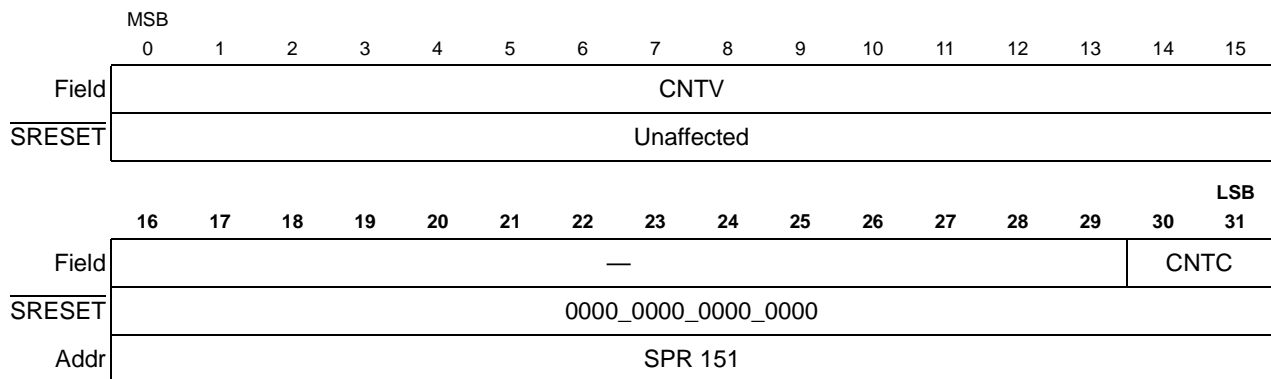 MSB
0 1 2 3 4 5 6 7 8 9 10 11 12 13 14 15
Field CNTV
SRESET Unaffected
LSB
16 17 18 19 20 21 22 23 24 25 26 27 28 29 30 31
Field — CNTC
SRESET 0000_0000_0000_0000
Addr SPR 151